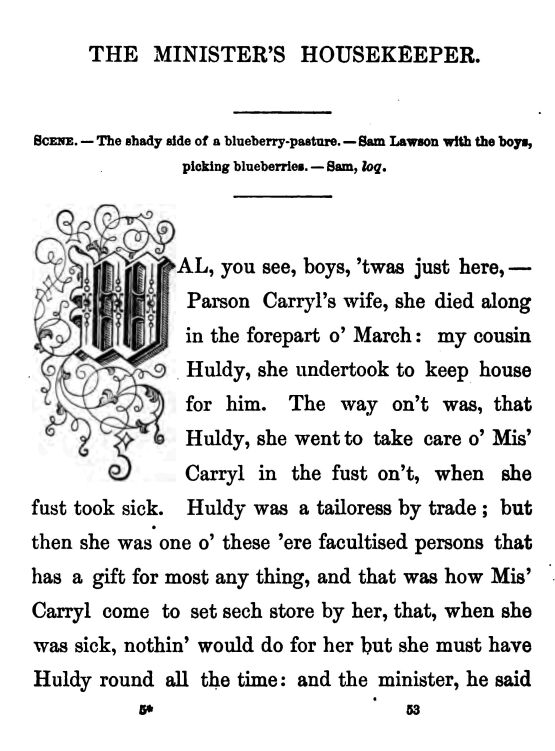 THE MINISTER'S HOUSEKEEPER.
SCENE. — The shady side of a blueberry-pasture. — Sam Lawson with the boys,
picking blueberries. — Sam, loq.
WAL, you see, boys, 'twas just here, —
Parson Carryl's wife, she died along
in the forepart o' March: my cousin
Huldy, she undertook to keep house
for him. The way on't was, that
Huldy, she went to take care o' Mis'
Carryl in the fust on't, when she
fust took sick. Huldy was a tailoress by trade; but
then she was one o' these 'ere facultised persons that
has a gift for most any thing, and that was how Mis'
Carryl come to set sech store by her, that, when she
was sick, nothin' would do for her but she must have
Huldy round all the time: and the minister, he said
5* 53